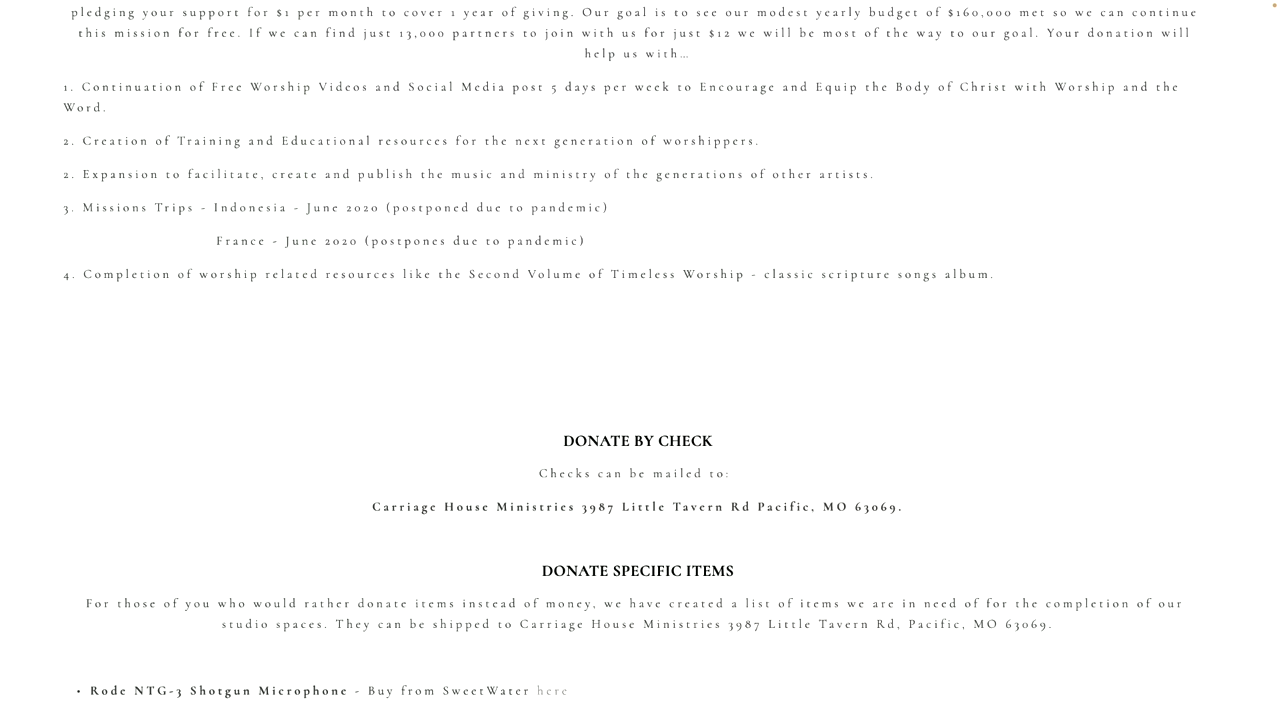 pledging your support for $1 per month to cover 1 year of giving. Our goal is to see our modest yearly budget of $160,000 met so we can continue
this mission for free. If we can find just 13,000 partners to join with us for just $12 we will be most of the way to our goal. Your donation will
help us with…
1. Continuation of Free Worship Videos and Social Media post 5 days per week to Encourage and Equip the Body of Christ with Worship and the
Word.
2. Creation of Training and Educational resources for the next generation of worshippers.
2. Expansion to facilitate, create and publish the music and ministry of the generations of other artists.
3. Missions Trips - Indonesia - June 2020 (postponed due to pandemic)
France - June 2020 (postpones due to pandemic)
4. Completion of worship related resources like the Second Volume of Timeless Worship - classic scripture songs album.
DONATE BY CHECK
Checks can be mailed to:
Carriage House Ministries 3987 Little Tavern Rd Pacific, MO 63069.
DONATE SPECIFIC ITEMS
For those of you who would rather donate items instead of money, we have created a list of items we are in need of for the completion of our
studio spaces. They can be shipped to Carriage House Ministries 3987 Little Tavern Rd, Pacific, MO 63069.
• Rode NTG-3 Shotgun Microphone - Buy from SweetWater here